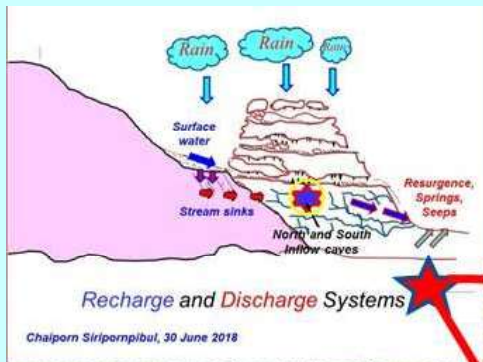 Rain
Rain
Rain
Surface
water
Stream sinks
North and South
Inflow caves
Resurgence,
Springs,
Seeps
Recharge and Discharge Systems
Chaiporn Siripornpibul, 30 June 2018